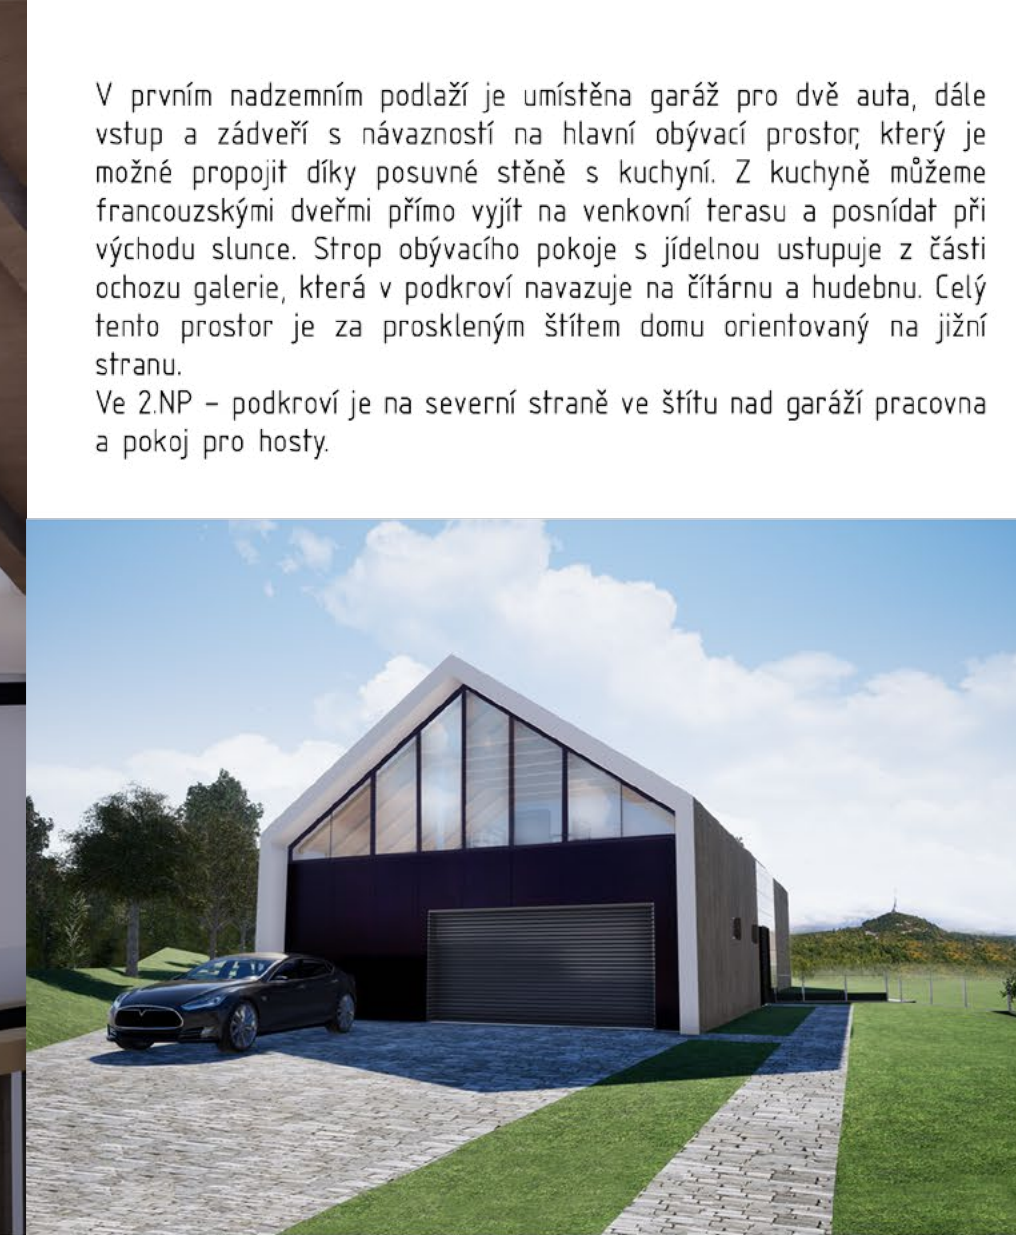 V prvním nadzemním podlaží je umístěna garáž pro dvě auta, dále
vstup a zádveří s návazností na hlavní obývací prostor, který je
možné propojit díky posuvné stěně s kuchyní. Z kuchyně můžeme
francouzskými dveřmi přímo vyjít na venkovní terasu a posnídat při
východu slunce. Strop obývacího pokoje s jídelnou ustupuje z části
ochozu galerie, která v podkroví navazuje na čítárnu a hudebnu. Celý
tento prostor je za proskleným štítem domu orientovaný na jižní
stranu.
Ve 2.NP – podkroví je na severní straně ve štítu nad garáží pracovna
a pokoj pro hosty.